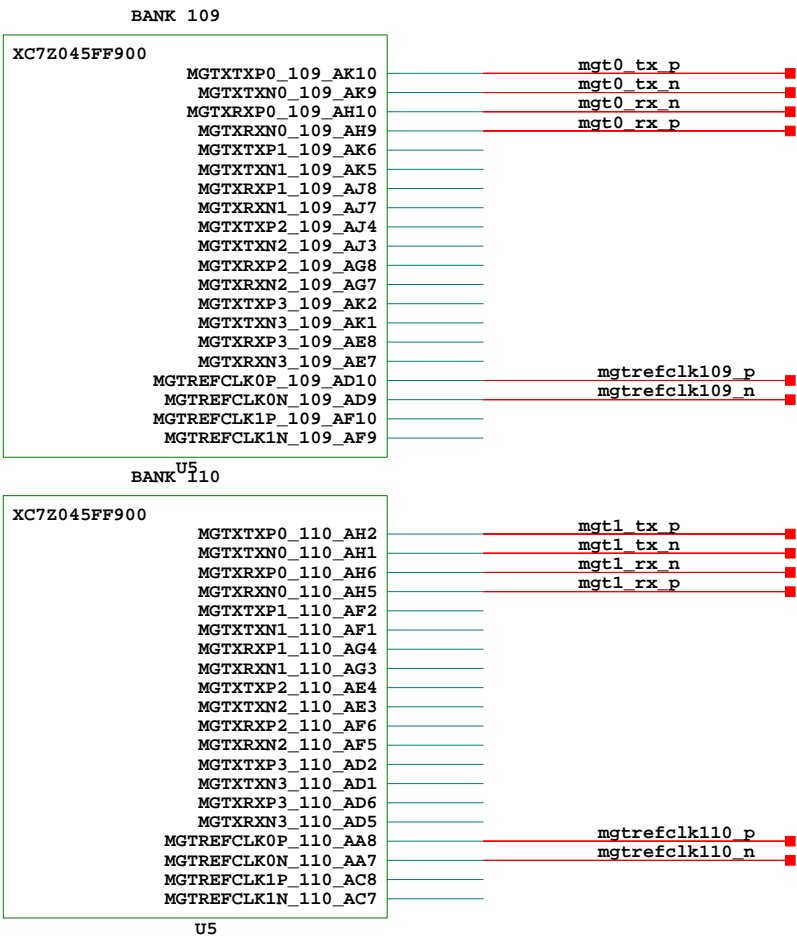 BANK 109
XC7Z045FF900
MGTXTXP0_109_AK10 mgt0_tx_p
MGTXTXN0_109_AK9 mgt0_tx_n
MGTXRXP0_109_AH10 mgt0_rx_n
MGTXRXN0_109_AH9 mgt0_rx_p
MGTXTXP1_109_AK6
MGTXTXN1_109_AK5
MGTXRXP1_109_AJ8
MGTXRXN1_109_AJ7
MGTXTXP2_109_AJ4
MGTXTXN2_109_AJ3
MGTXRXP2_109_AG8
MGTXRXN2_109_AG7
MGTXTXP3_109_AK2
MGTXTXN3_109_AK1
MGTXRXP3_109_AE8
MGTXRXN3_109_AE7
MGTREFCLK0P_109_AD10 mgtrefclk109_p
MGTREFCLK0N_109_AD9 mgtrefclk109_n
MGTREFCLK1P_109_AF10
MGTREFCLK1N_109_AF9
U5
BANK 110
XC7Z045FF900
MGTXTXP0_110_AH2 mgt1_tx_p
MGTXTXN0_110_AH1 mgt1_tx_n
MGTXRXP0_110_AH6 mgt1_rx_n
MGTXRXN0_110_AH5 mgt1_rx_p
MGTXTXP1_110_AF2
MGTXTXN1_110_AF1
MGTXRXP1_110_AG4
MGTXRXN1_110_AG3
MGTXTXP2_110_AE4
MGTXTXN2_110_AE3
MGTXRXP2_110_AF6
MGTXRXN2_110_AF5
MGTXTXP3_110_AD2
MGTXTXN3_110_AD1
MGTXRXP3_110_AD6
MGTXRXN3_110_AD5
MGTREFCLK0P_110_AA8 mgtrefclk110_p
MGTREFCLK0N_110_AA7 mgtrefclk110_n
MGTREFCLK1P_110_AC8
MGTREFCLK1N_110_AC7
U5